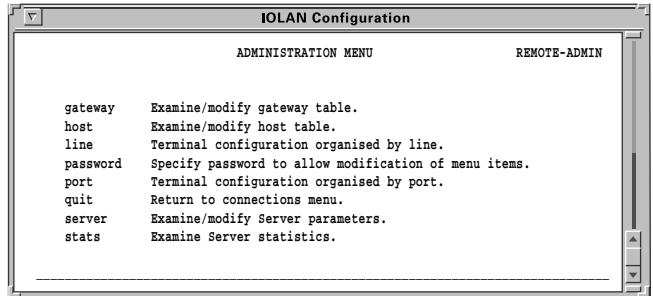 IOLAN Configuration
ADMINISTRATION MENU REMOTE-ADMIN
gateway Examine/modify gateway table.
host Examine/modify host table.
line Terminal configuration organised by line.
password Specify password to allow modification of menu items.
port Terminal configuration organised by port.
quit Return to connections menu.
server Examine/modify Server parameters.
stats Examine Server statistics.